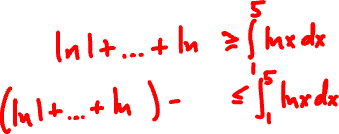 ln1+...+ln ≥ ∫₁⁵ lnx dx
(ln1+...+ln ) - ≤ ∫₁⁵ lnx dx